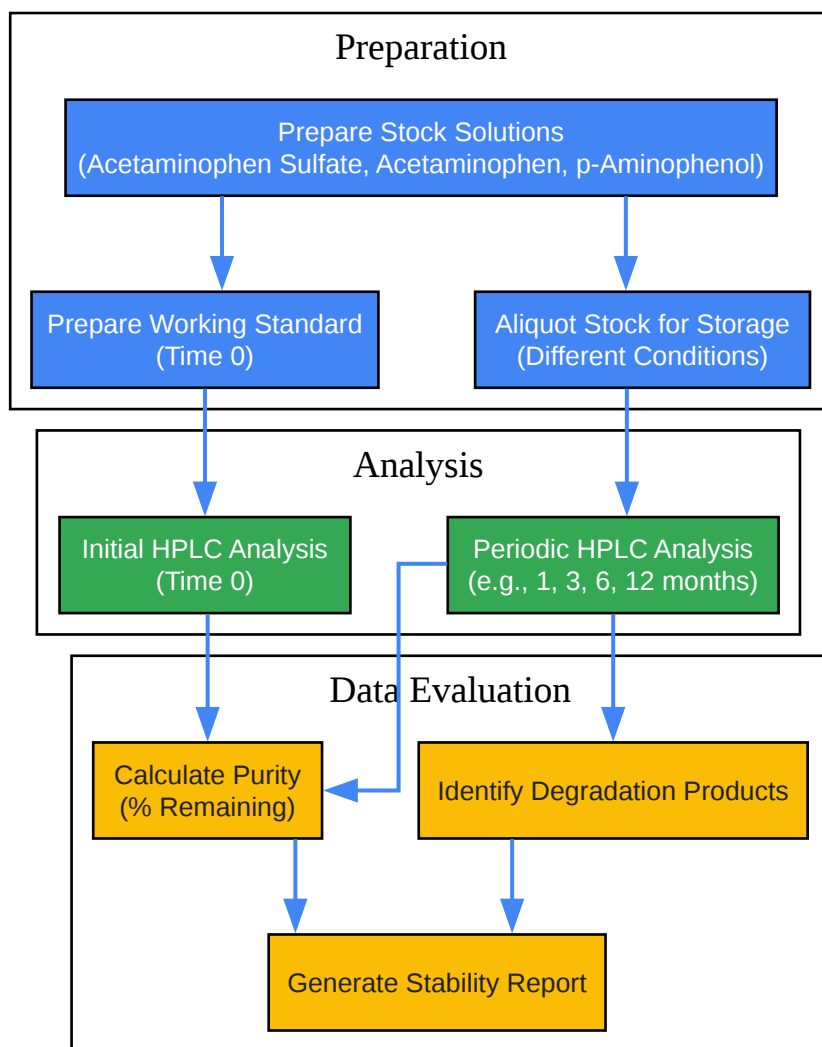 Preparation
Prepare Stock Solutions
(Acetaminophen Sulfate, Acetaminophen, p-Aminophenol)
Prepare Working Standard
(Time 0)
Aliquot Stock for Storage
(Different Conditions)
Analysis
Initial HPLC Analysis
(Time 0)
Periodic HPLC Analysis
(e.g., 1, 3, 6, 12 months)
Data Evaluation
Calculate Purity
(% Remaining)
Identify Degradation Products
Generate Stability Report